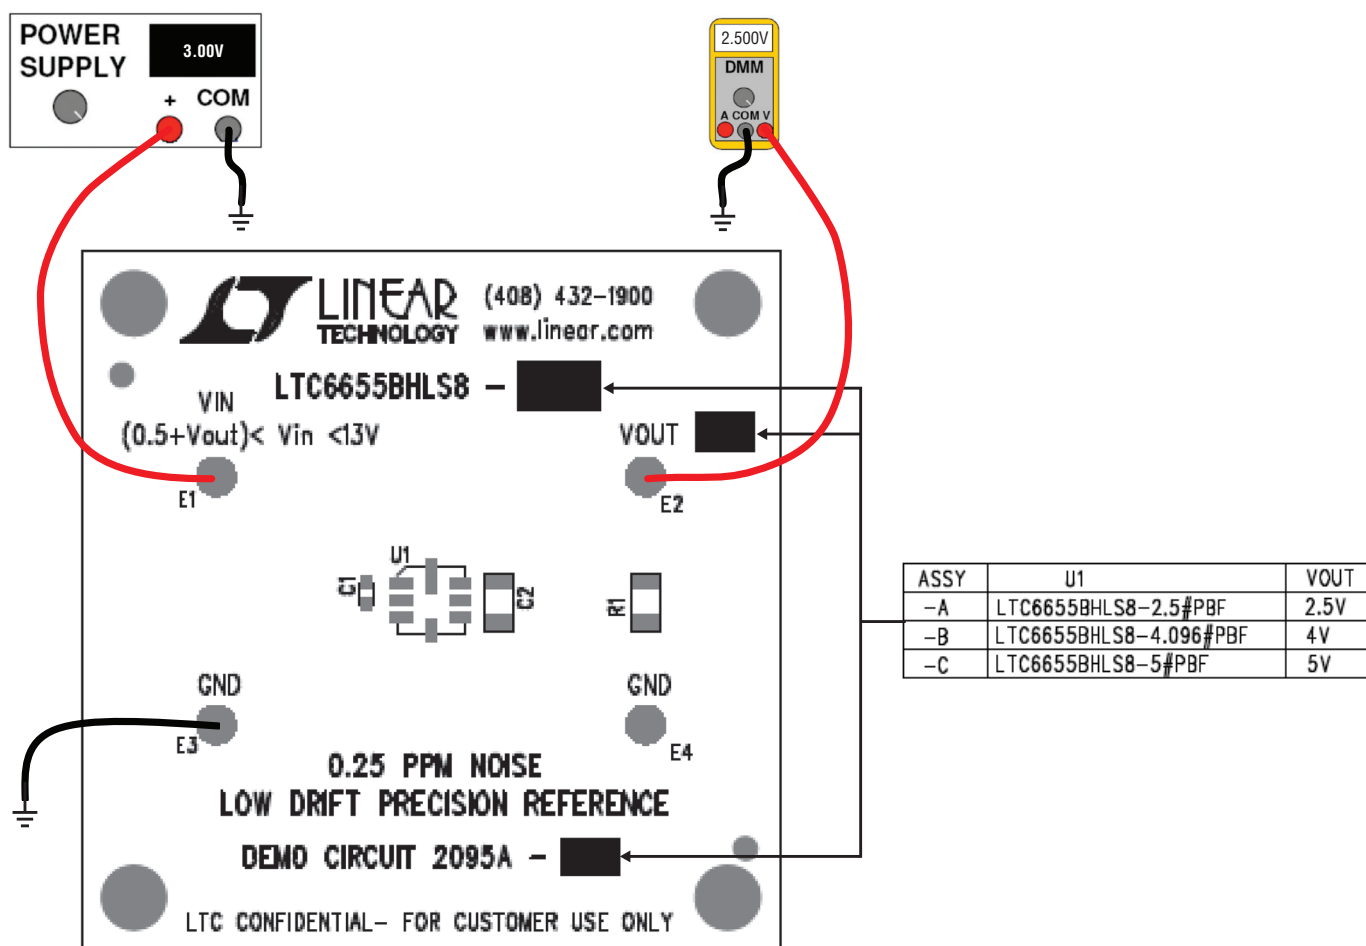 POWER
SUPPLY
3.00V
+ COM
2.500V
DMM
A COM V
LINEAR
TECHNOLOGY
(408) 432-1900
www.linear.com
LTC6655BHLS8 -
VIN
(0.5+Vout)< Vin <13V
VOUT
E1
E2
U1
C1
C2
R1
GND
GND
E3
E4
0.25 PPM NOISE
LOW DRIFT PRECISION REFERENCE
DEMO CIRCUIT 2095A -
LTC CONFIDENTIAL- FOR CUSTOMER USE ONLY
ASSY U1 VOUT
-A LTC6655BHLS8-2.5#PBF 2.5V
-B LTC6655BHLS8-4.096#PBF 4V
-C LTC6655BHLS8-5#PBF 5V